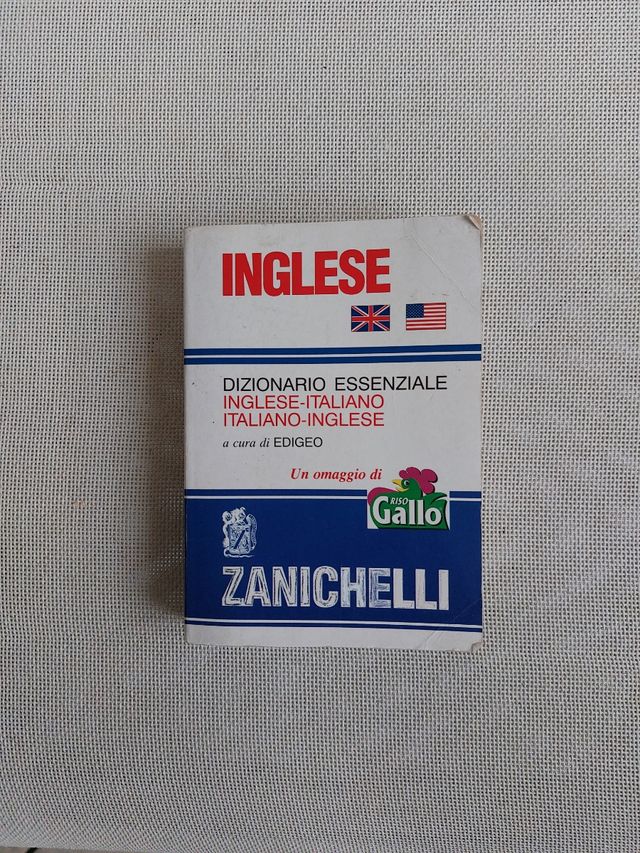 INGLESE
DIZIONARIO ESSENZIALE
INGLESE-ITALIANO
ITALIANO-INGLESE
a cura di EDIGEO
Un omaggio di
RISO
Gallo
ZANICHELLI